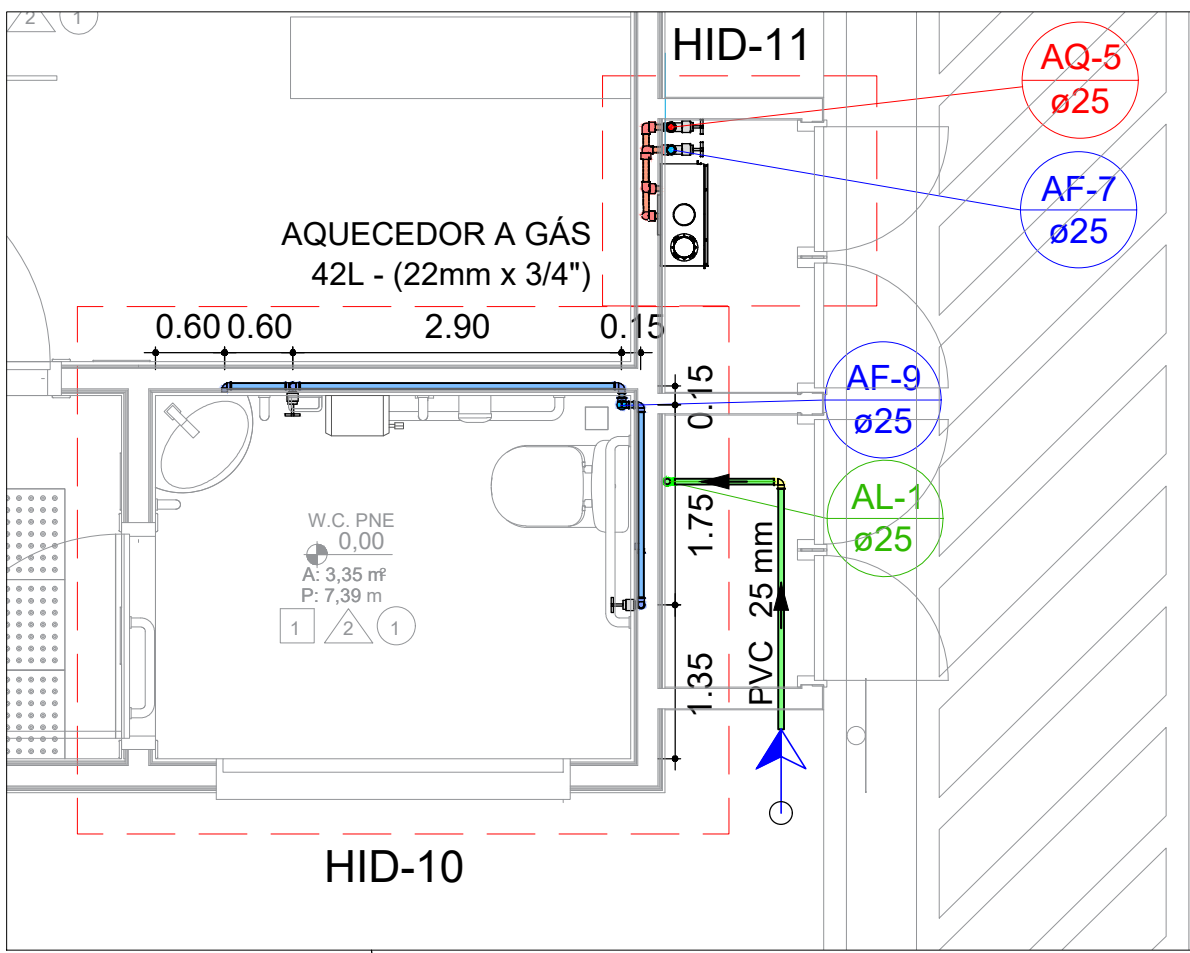 2
1
HID-11
AQ-5
ø25
AF-7
ø25
AQUECEDOR A GÁS
42L - (22mm x 3/4")
0.60 0.60 2.90 0.15
0.15
AF-9
ø25
AL-1
ø25
1.75
PVC 25 mm
W.C. PNE
0,00
A: 3,35 m²
P: 7,39 m
1 2 1
1.35
HID-10